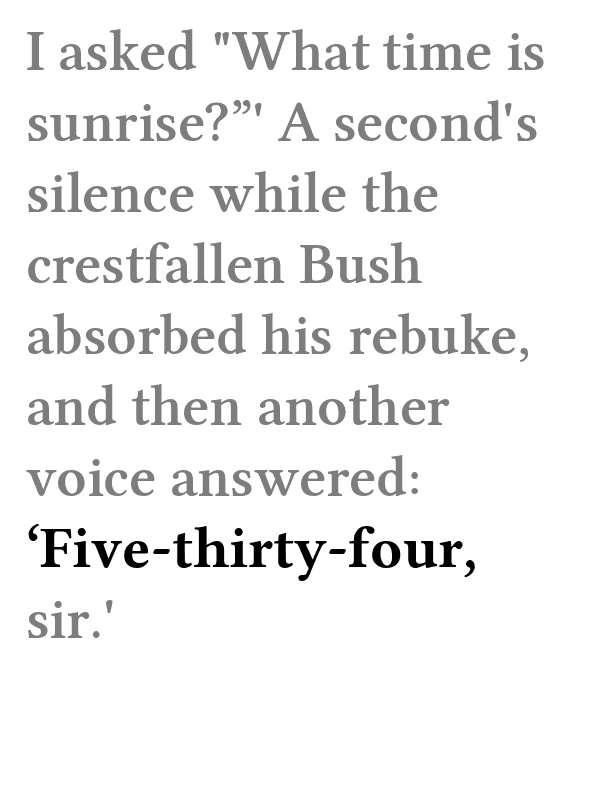 I asked "What time is
sunrise?”' A second's
silence while the
crestfallen Bush
absorbed his rebuke,
and then another
voice answered:
‘Five-thirty-four,
sir.'